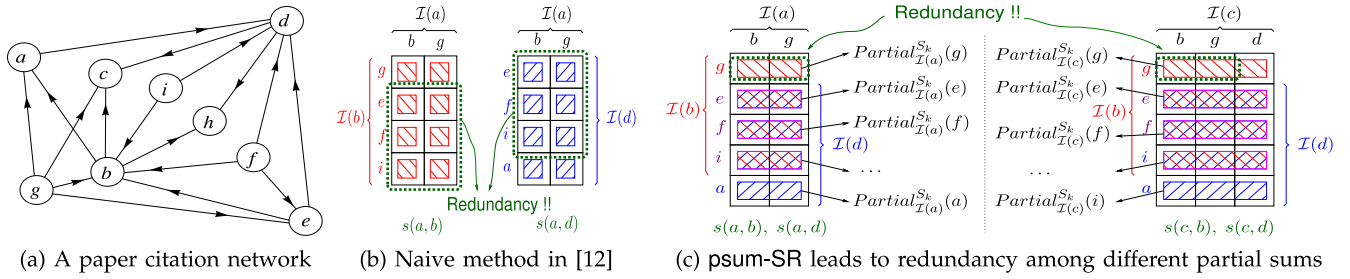 a
c
d
i
h
b
f
g
e
(a) A paper citation network
I(a)
b g
I(b)
g
e
f
i
I(a)
b g
e
f
i
a
I(d)
Redundancy !!
s(a,b)
s(a,d)
(b) Naive method in [12]
I(a)
b g
Redundancy !!
I(c)
b g d
I(b)
g
e
f
i
a
I(d)
Partial^{S_k}_{I(a)}(g)
Partial^{S_k}_{I(a)}(e)
Partial^{S_k}_{I(a)}(f)
...
Partial^{S_k}_{I(a)}(a)
s(a,b), s(a,d)
Partial^{S_k}_{I(c)}(g)
Partial^{S_k}_{I(c)}(e)
Partial^{S_k}_{I(c)}(f)
...
Partial^{S_k}_{I(c)}(i)
I(b)
g
e
f
i
a
I(d)
s(c,b), s(c,d)
(c) psum-SR leads to redundancy among different partial sums